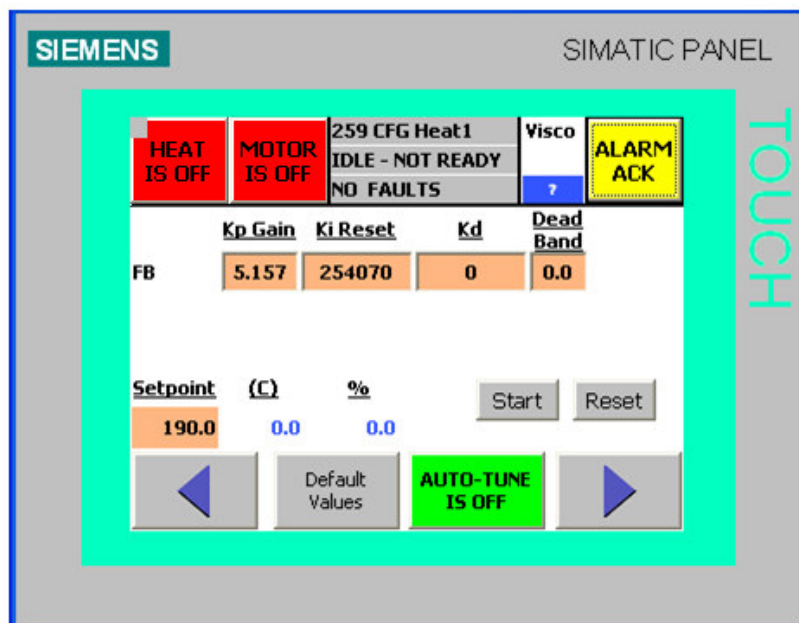 SIEMENS
SIMATIC PANEL
TOUCH
HEAT
IS OFF
MOTOR
IS OFF
259 CFG Heat1
IDLE - NOT READY
NO FAULTS
Visco
?
ALARM
ACK
Kp Gain Ki Reset Kd Dead
Band
FB 5.157 254070 0 0.0
Setpoint (C) %
190.0 0.0 0.0
Start Reset
Default
Values
AUTO-TUNE
IS OFF